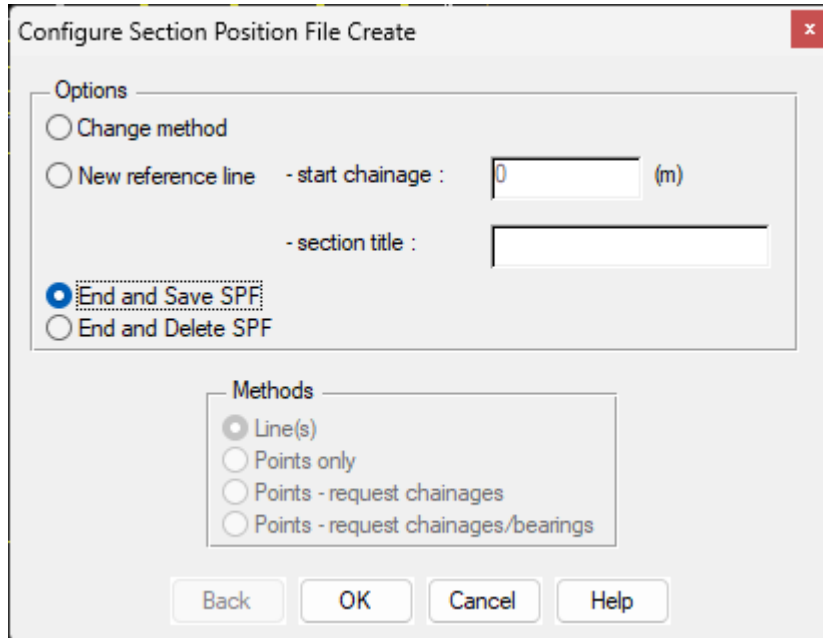 Configure Section Position File Create
x
Options
Change method
New reference line - start chainage : 0 (m)
- section title :
End and Save SPF
End and Delete SPF
Methods
Line(s)
Points only
Points - request chainages
Points - request chainages/bearings
Back OK Cancel Help